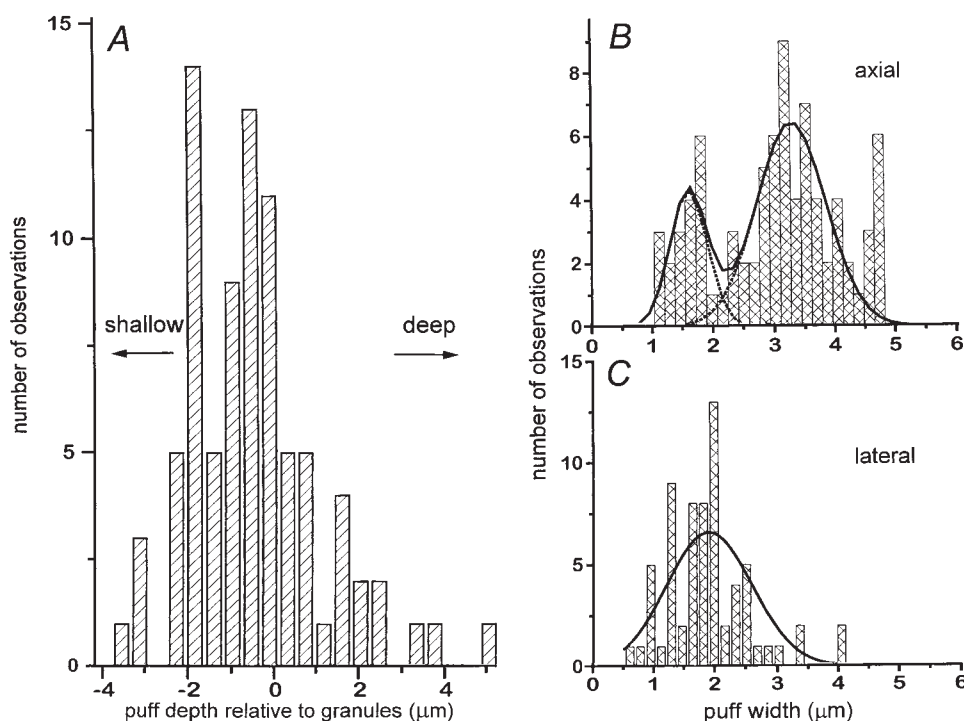 A
15
10
5
0
number of observations
shallow
deep
-4
-2
0
2
4
puff depth relative to granules (μm)
B
axial
8
6
4
2
0
0
1
2
3
4
5
6
number of observations
C
lateral
15
10
5
0
0
1
2
3
4
5
6
puff width (μm)